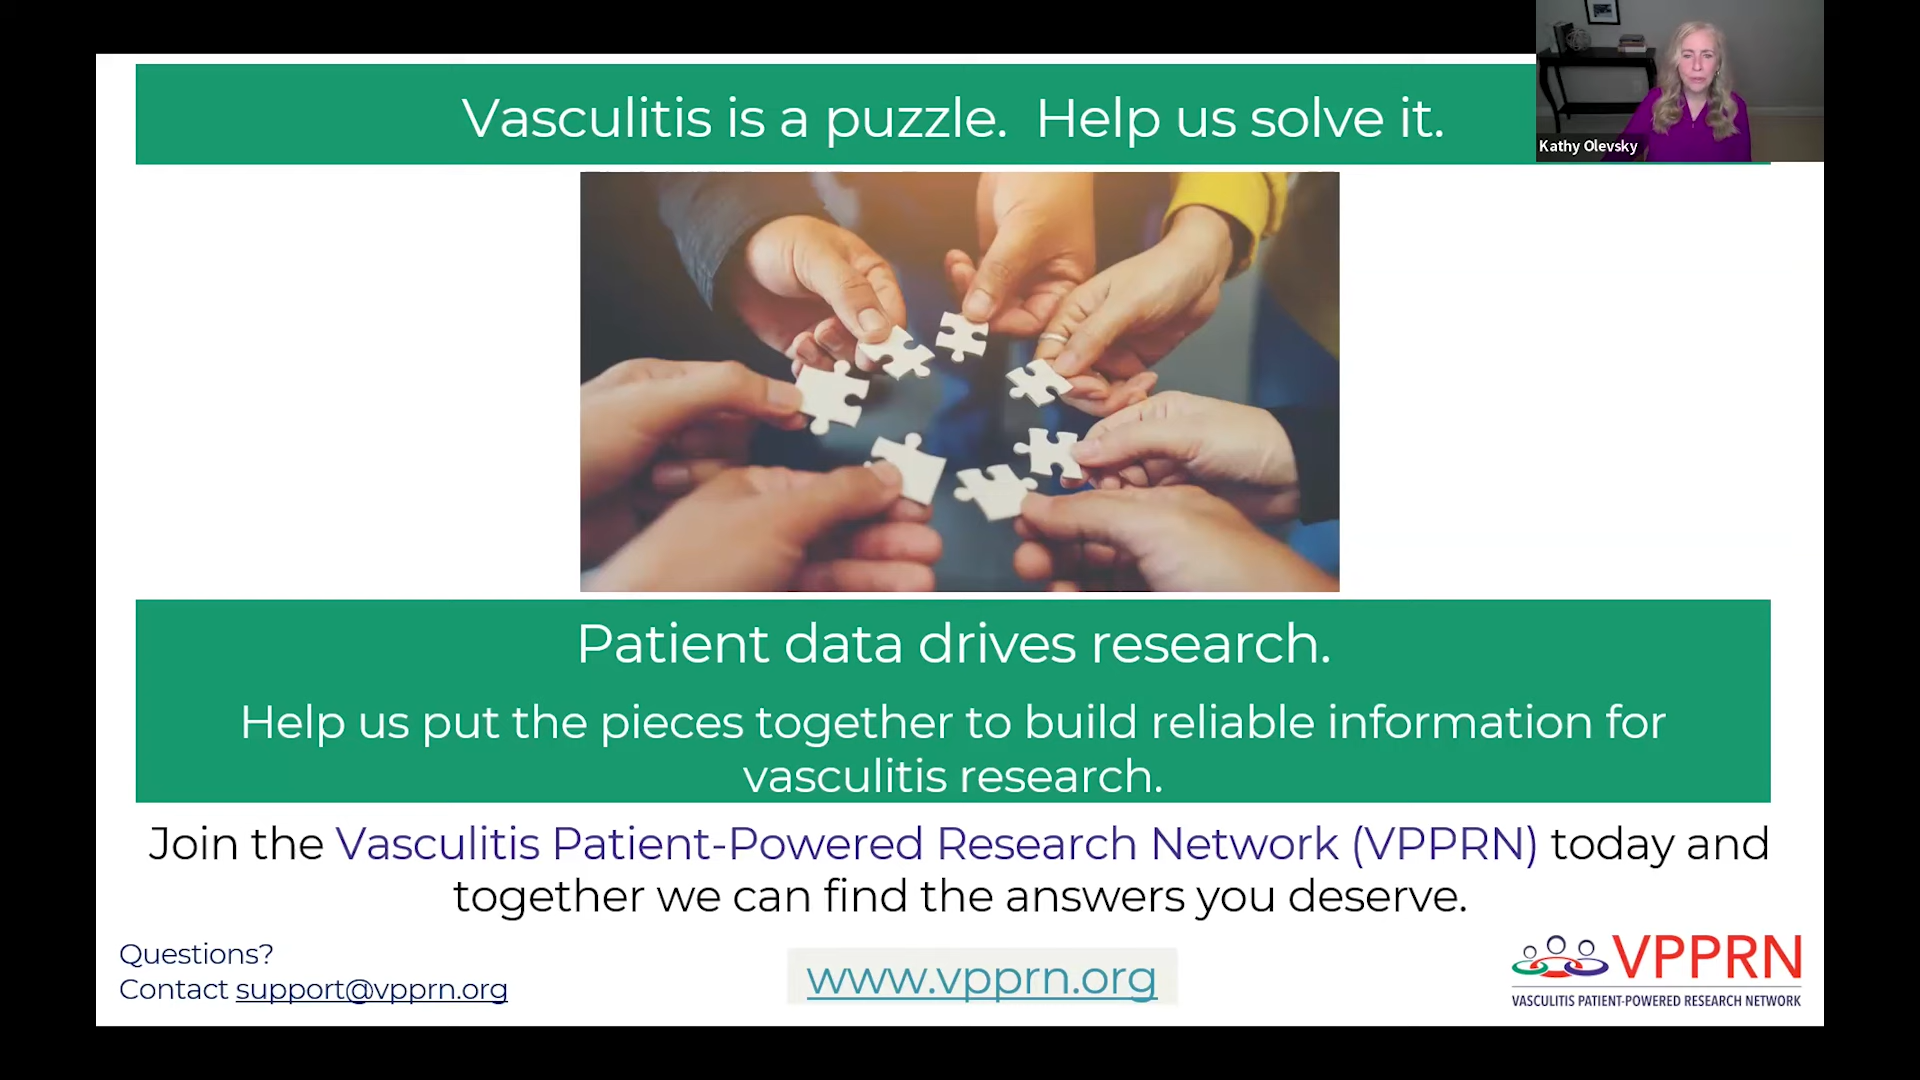 Vasculitis is a puzzle. Help us solve it.
Kathy Olevsky
Patient data drives research.
Help us put the pieces together to build reliable information for
vasculitis research.
Join the Vasculitis Patient-Powered Research Network (VPPRN) today and
together we can find the answers you deserve.
Questions?
Contact support@vpprn.org
www.vpprn.org
VPPRN
VASCULITIS PATIENT-POWERED RESEARCH NETWORK